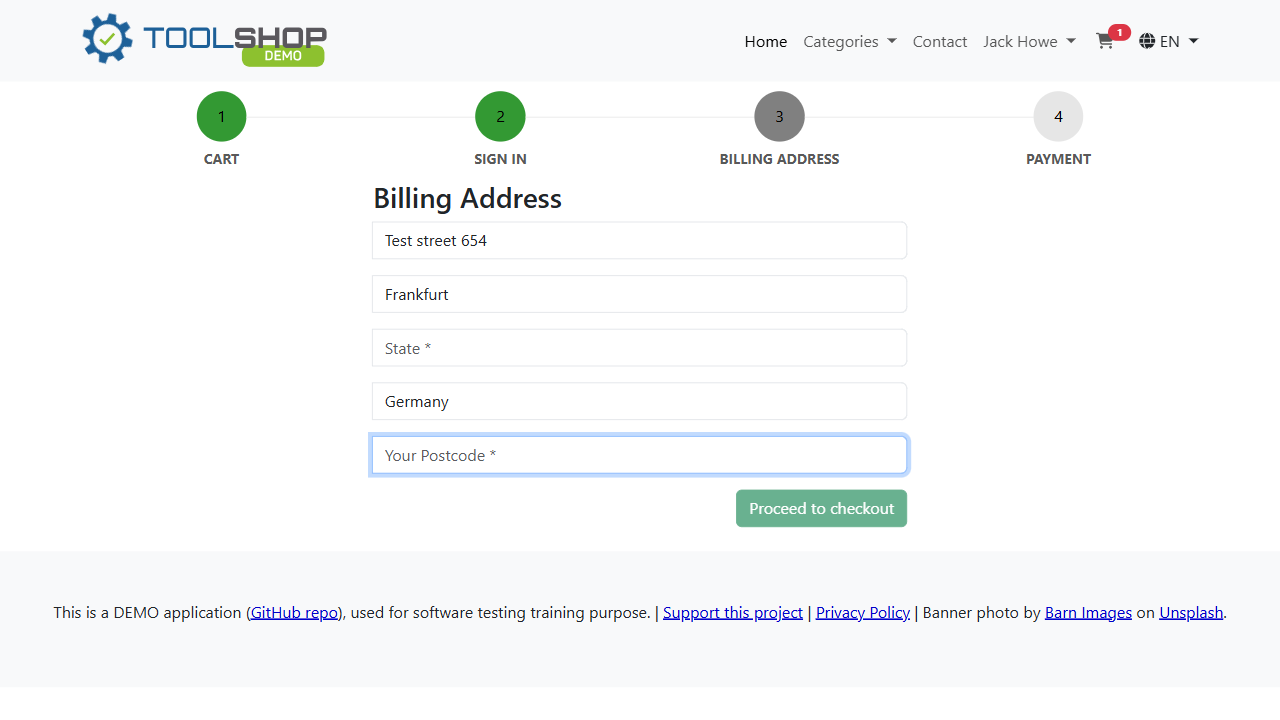 TOOLSHOP
DEMO
Home Categories Contact Jack Howe 1 EN
1 2 3 4
CART SIGN IN BILLING ADDRESS PAYMENT
Billing Address
Test street 654
Frankfurt
State *
Germany
Your Postcode *
Proceed to checkout
This is a DEMO application (GitHub repo), used for software testing training purpose. | Support this project | Privacy Policy | Banner photo by Barn Images on Unsplash.